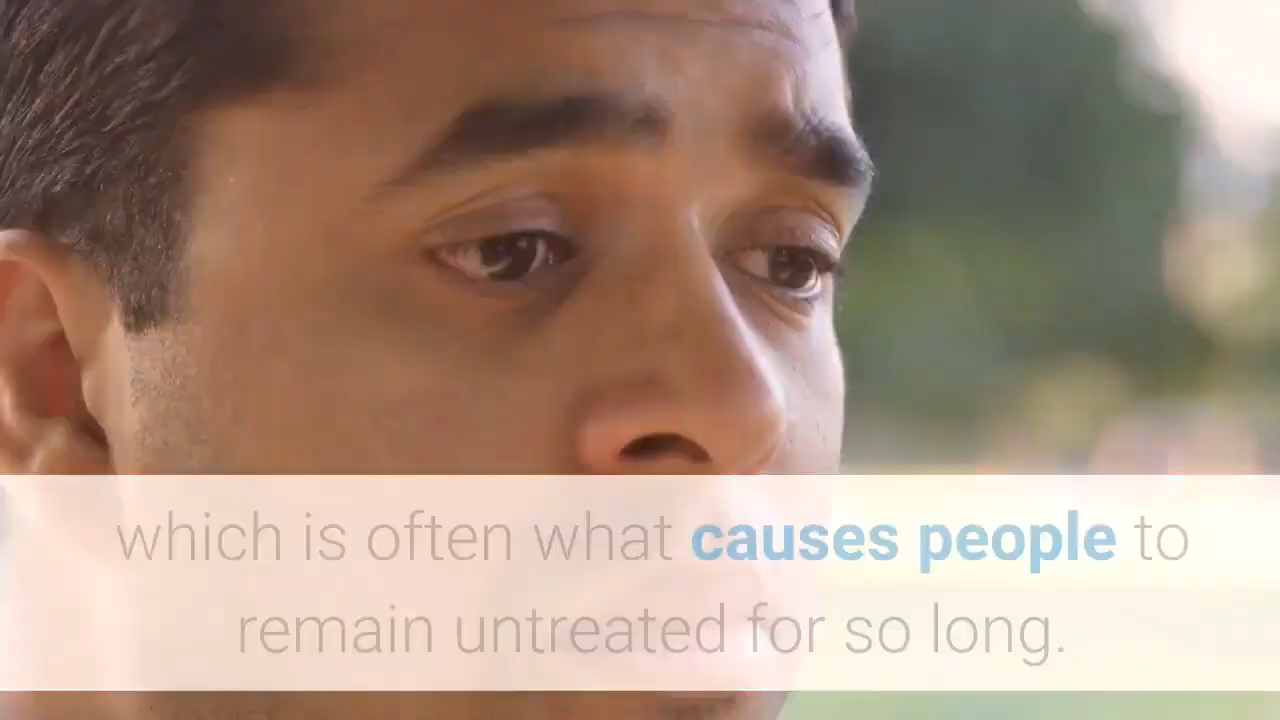 which is often what causes people to
remain untreated for so long.